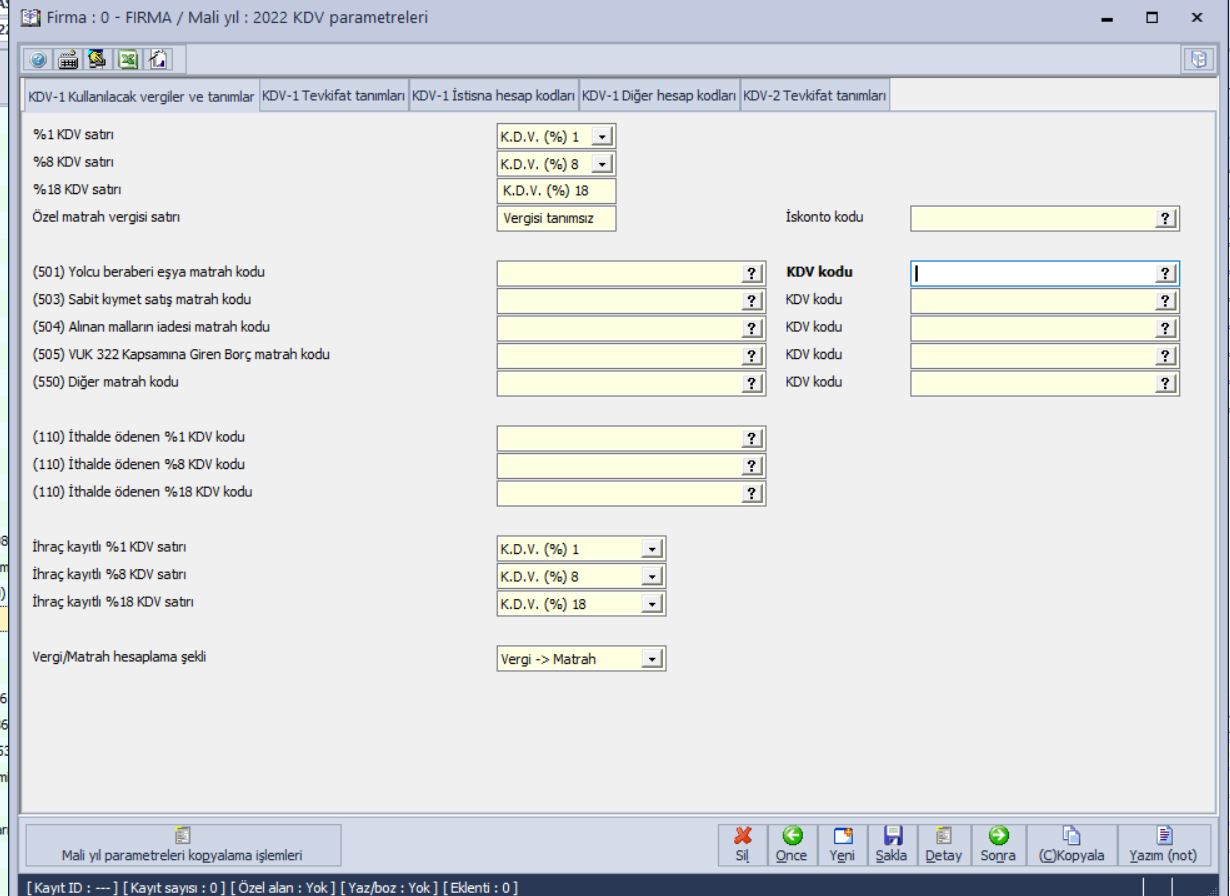 Firma : 0 - FIRMA / Mali yıl : 2022 KDV parametreleri
KDV-1 Kullanılacak vergiler ve tanımlar KDV-1 Tevkifat tanımları KDV-1 İstisna hesap kodları KDV-1 Diğer hesap kodları KDV-2 Tevkifat tanımları
%1 KDV satırı K.D.V. (%) 1
%8 KDV satırı K.D.V. (%) 8
%18 KDV satırı K.D.V. (%) 18
Özel matrah vergisi satırı Vergisi tanımsız İskonto kodu ?
(501) Yolcu beraberi eşya matrah kodu ? KDV kodu ?
(503) Sabit kıymet satış matrah kodu ? KDV kodu ?
(504) Alınan malların iadesi matrah kodu ? KDV kodu ?
(505) VUK 322 Kapsamına Giren Borç matrah kodu ? KDV kodu ?
(550) Diğer matrah kodu ? KDV kodu ?
(110) İthalde ödenen %1 KDV kodu ?
(110) İthalde ödenen %8 KDV kodu ?
(110) İthalde ödenen %18 KDV kodu ?
İhraç kayıtlı %1 KDV satırı K.D.V. (%) 1
İhraç kayıtlı %8 KDV satırı K.D.V. (%) 8
İhraç kayıtlı %18 KDV satırı K.D.V. (%) 18
Vergi/Matrah hesaplama şekli Vergi -> Matrah
Mali yıl parametreleri kopyalama işlemleri Sil Önce Yeni Sakla Detay Sonra (C)Kopyala Yazım (not)
[ Kayıt ID : --- ] [ Kayıt sayısı : 0 ] [ Özel alan : Yok ] [ Yaz/boz : Yok ] [ Eklenti : 0 ]